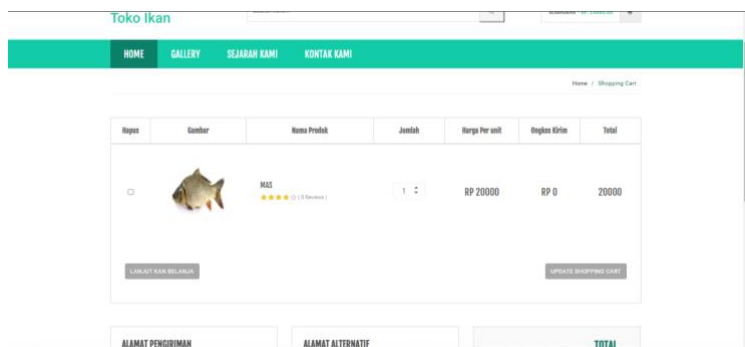 Toko Ikan
HOME GALLERY SEJARAH KAMI KONTAK KAMI
Home / Shopping Cart
Hapus Gambar Nama Produk Jumlah Harga Per unit Ongkos Kirim Total
MAS
( 0 Reviews )
1 RP 20000 RP 0 20000
LANJUT KAN BELANJA UPDATE SHOPPING CART
ALAMAT PENGIRIMAN ALAMAT ALTERNATIF TOTAL